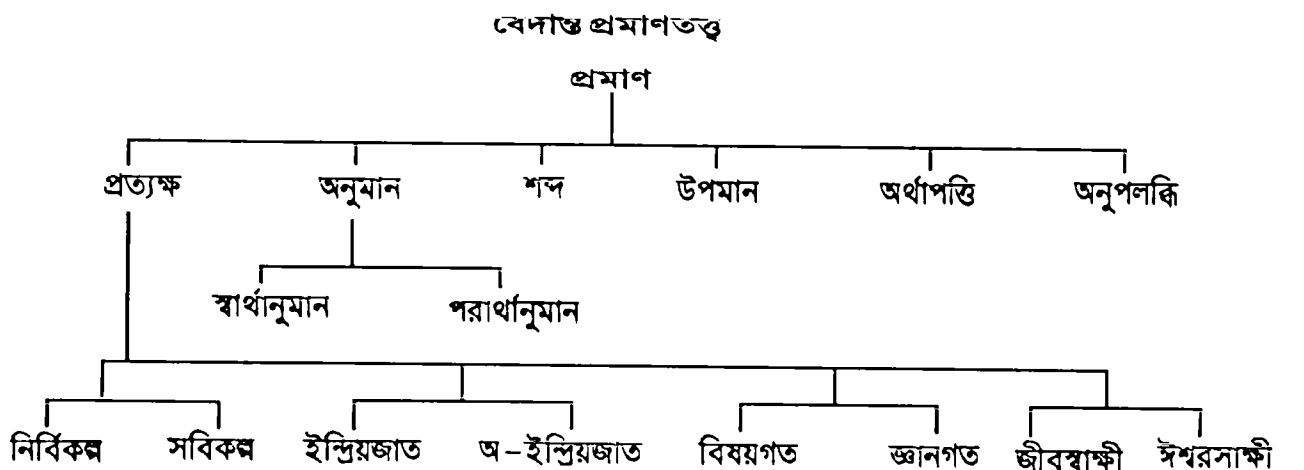 বেদান্ত প্রমাণতত্ত্ব
প্রমাণ
প্রত্যক্ষ অনুমান শব্দ উপমান অর্থাপত্তি অনুপলব্ধি
স্বার্থানুমান পরার্থানুমান
নির্বিকল্প সবিকল্প ইন্দ্রিয়জাত অ-ইন্দ্রিয়জাত বিষয়গত জ্ঞানগত জীবস্বাক্ষী ঈশ্বরসাক্ষী